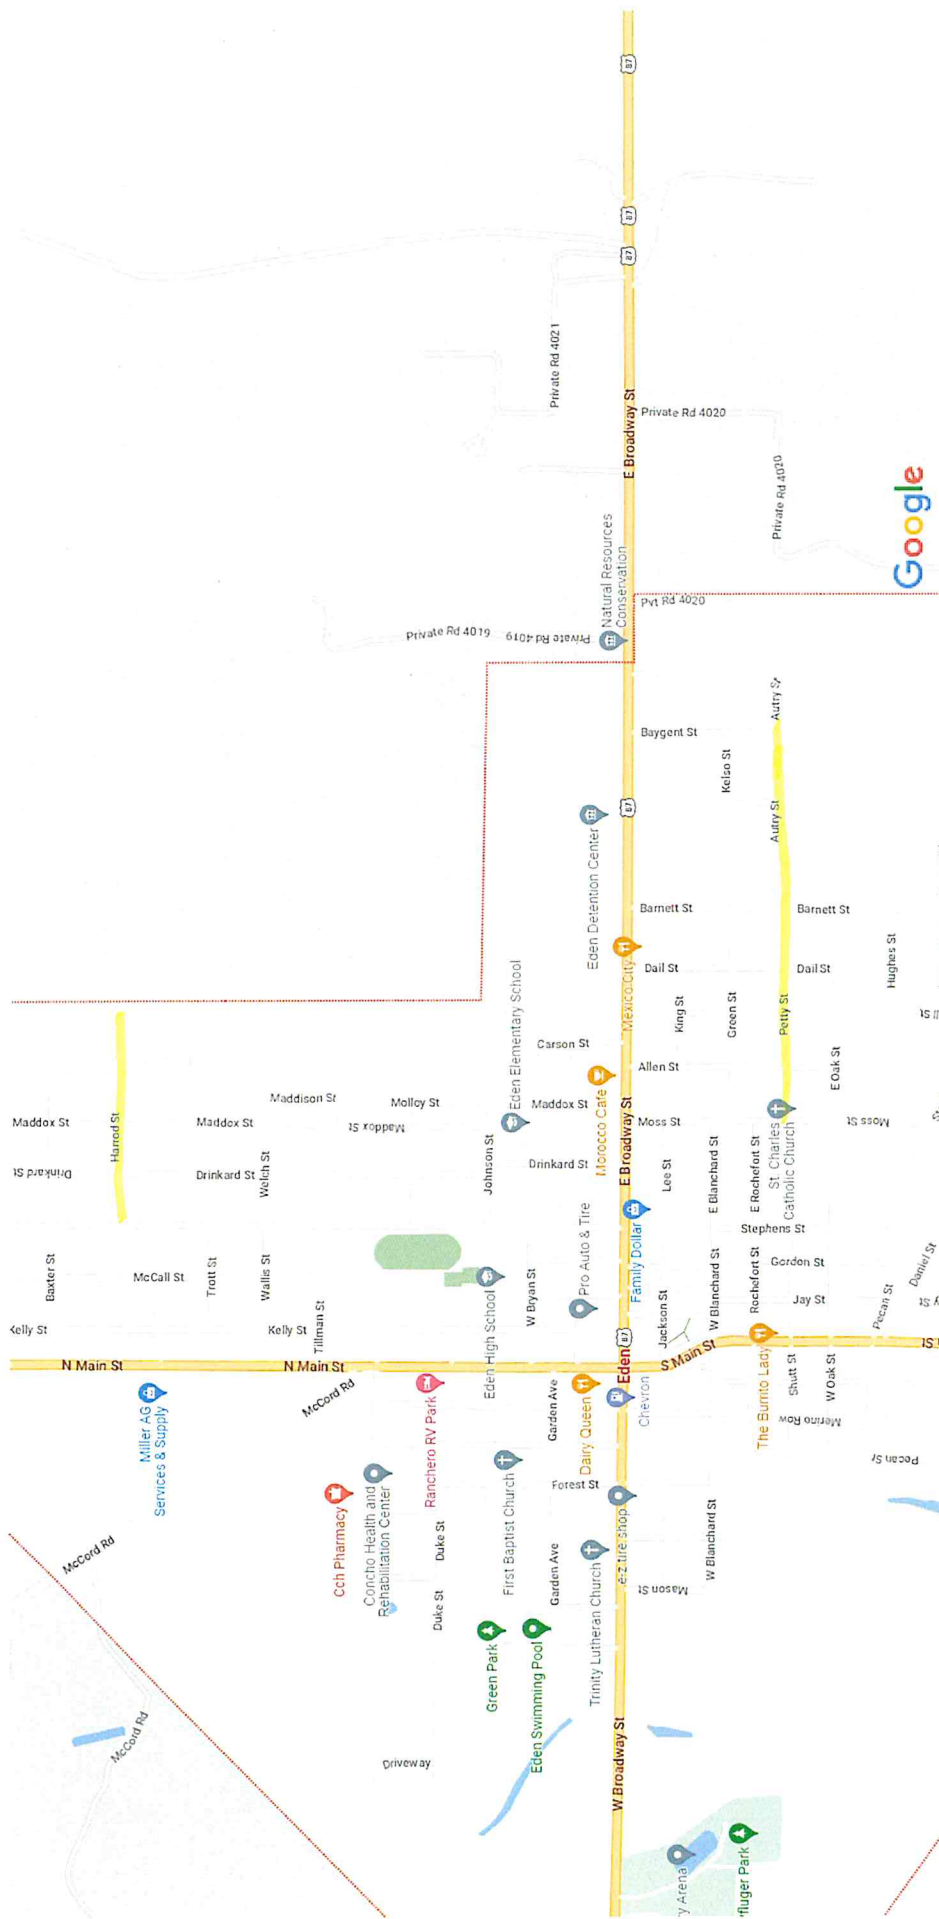 McCord Rd
McCord Rd
N Main St
Kelly St
Baxter St
Drinkard St
Maddox St
Harrod St
Miller AG
Services & Supply
McCall St
Trott St
Drinkard St
Maddox St
N Main St
Kelly St
Wallis St
Welch St
Maddison St
Tillman St
McCord Rd
Cch Pharmacy
Concho Health and
Rehabilitation Center
Maddox St
Molloy St
Driveway
Duke St
Duke St
Ranchero RV Park
Private Rd 4019
Private Rd 4019
Green Park
First Baptist Church
Eden High School
Johnson St
Eden Elementary School
Eden Swimming Pool
W Bryan St
Garden Ave
Garden Ave
Forest St
Drinkard St
Maddox St
Carson St
Private Rd 4021
Trinity Lutheran Church
Dairy Queen
Pro Auto & Tire
Morocco Cafe
Eden Detention Center
Natural Resources
Conservation
W Broadway St
e-z tire shop
Chevron
Eden
87
Family Dollar
E Broadway St
Mexico City
87
E Broadway St
87
87
87
Mason St
S Main St
Jackson St
Lee St
Moss St
Allen St
King St
Dail St
Barnett St
Baygent St
Pvt Rd 4020
Private Rd 4020
W Blanchard St
W Blanchard St
E Blanchard St
Green St
Kelso St
ry Arena
Pfluger Park
The Burrito Lady
Rochefort St
E Rochefort St
Stephens St
St. Charles
Catholic Church
Petty St
Autry St
Autry St
Private Rd 4020
Shutt St
Jay St
Gordon St
Merino Row
W Oak St
E Oak St
Dail St
Barnett St
Pecan St
Pecan St
Moss St
Hughes St
Daniel St
Google